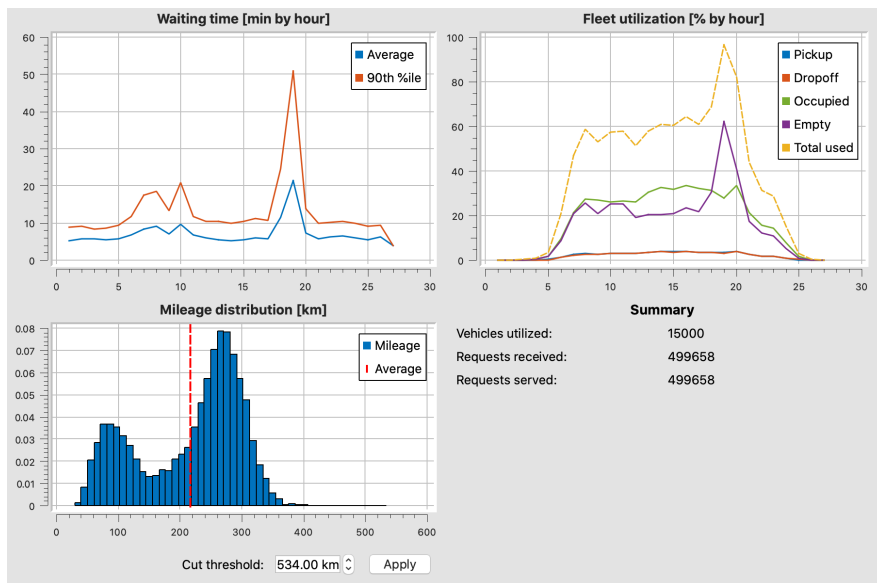 Waiting time [min by hour]
60
50
40
30
20
10
0
Average
90th %ile
0 5 10 15 20 25 30
Fleet utilization [% by hour]
100
80
60
40
20
0
Pickup
Dropoff
Occupied
Empty
Total used
0 5 10 15 20 25 30
Mileage distribution [km]
0.08
0.07
0.06
0.05
0.04
0.03
0.02
0.01
0
Mileage
Average
0 100 200 300 400 500 600
Cut threshold: 534.00 km Apply
Summary
Vehicles utilized: 15000
Requests received: 499658
Requests served: 499658